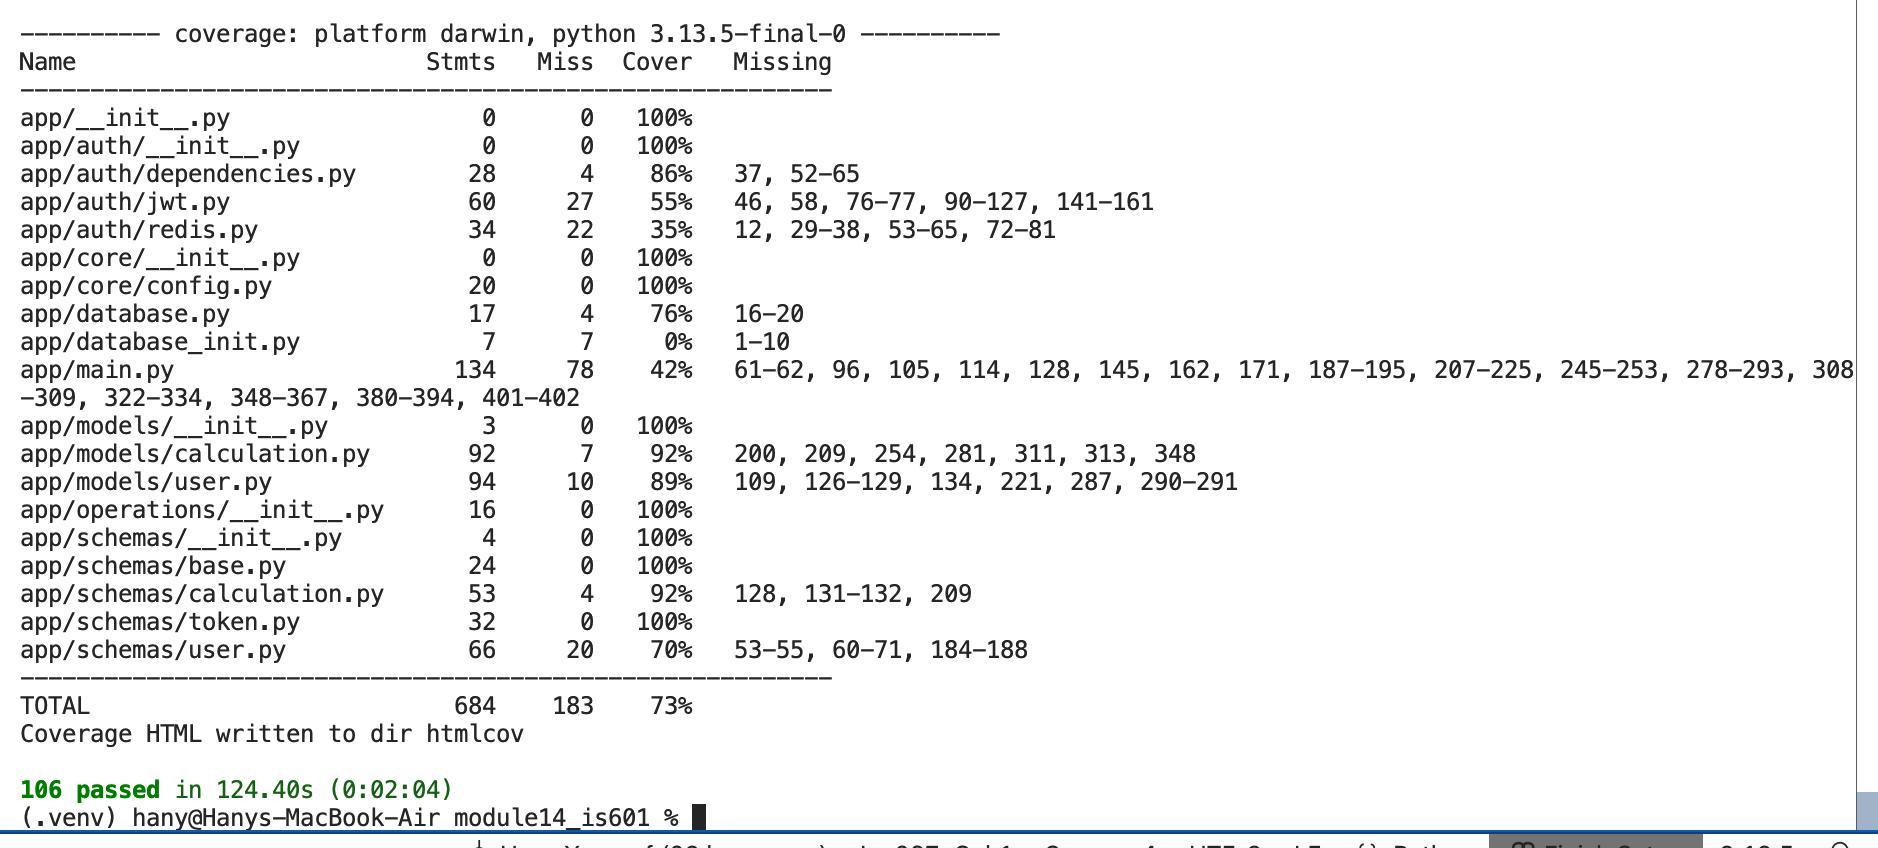 ---------- coverage: platform darwin, python 3.13.5-final-0 ----------
Name                         Stmts   Miss  Cover   Missing
----------------------------------------------------------
app/__init__.py                  0      0   100%
app/auth/__init__.py             0      0   100%
app/auth/dependencies.py        28      4    86%   37, 52-65
app/auth/jwt.py                 60     27    55%   46, 58, 76-77, 90-127, 141-161
app/auth/redis.py               34     22    35%   12, 29-38, 53-65, 72-81
app/core/__init__.py             0      0   100%
app/core/config.py              20      0   100%
app/database.py                 17      4    76%   16-20
app/database_init.py             7      7     0%   1-10
app/main.py                    134     78    42%   61-62, 96, 105, 114, 128, 145, 162, 171, 187-195, 207-225, 245-253, 278-293, 308
-309, 322-334, 348-367, 380-394, 401-402
app/models/__init__.py           3      0   100%
app/models/calculation.py       92      7    92%   200, 209, 254, 281, 311, 313, 348
app/models/user.py              94     10    89%   109, 126-129, 134, 221, 287, 290-291
app/operations/__init__.py      16      0   100%
app/schemas/__init__.py          4      0   100%
app/schemas/base.py             24      0   100%
app/schemas/calculation.py      53      4    92%   128, 131-132, 209
app/schemas/token.py            32      0   100%
app/schemas/user.py             66     20    70%   53-55, 60-71, 184-188
----------------------------------------------------------
TOTAL                          684    183    73%
Coverage HTML written to dir htmlcov

106 passed in 124.40s (0:02:04)
(.venv) hany@Hanys-MacBook-Air module14_is601 %